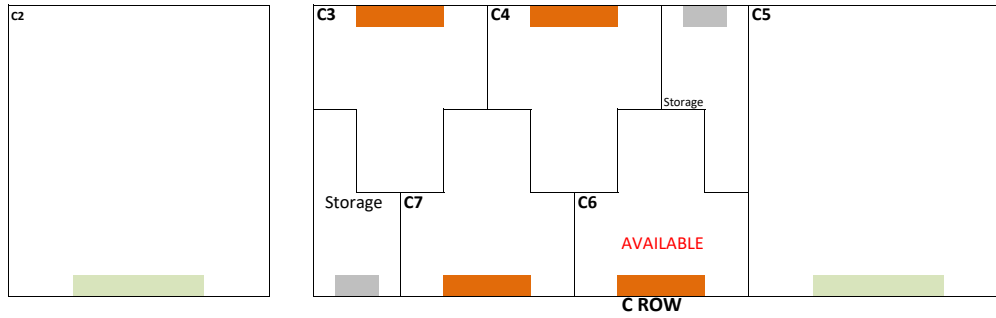 C2
C3
C4
C5
Storage
Storage
C7
C6
AVAILABLE
C ROW